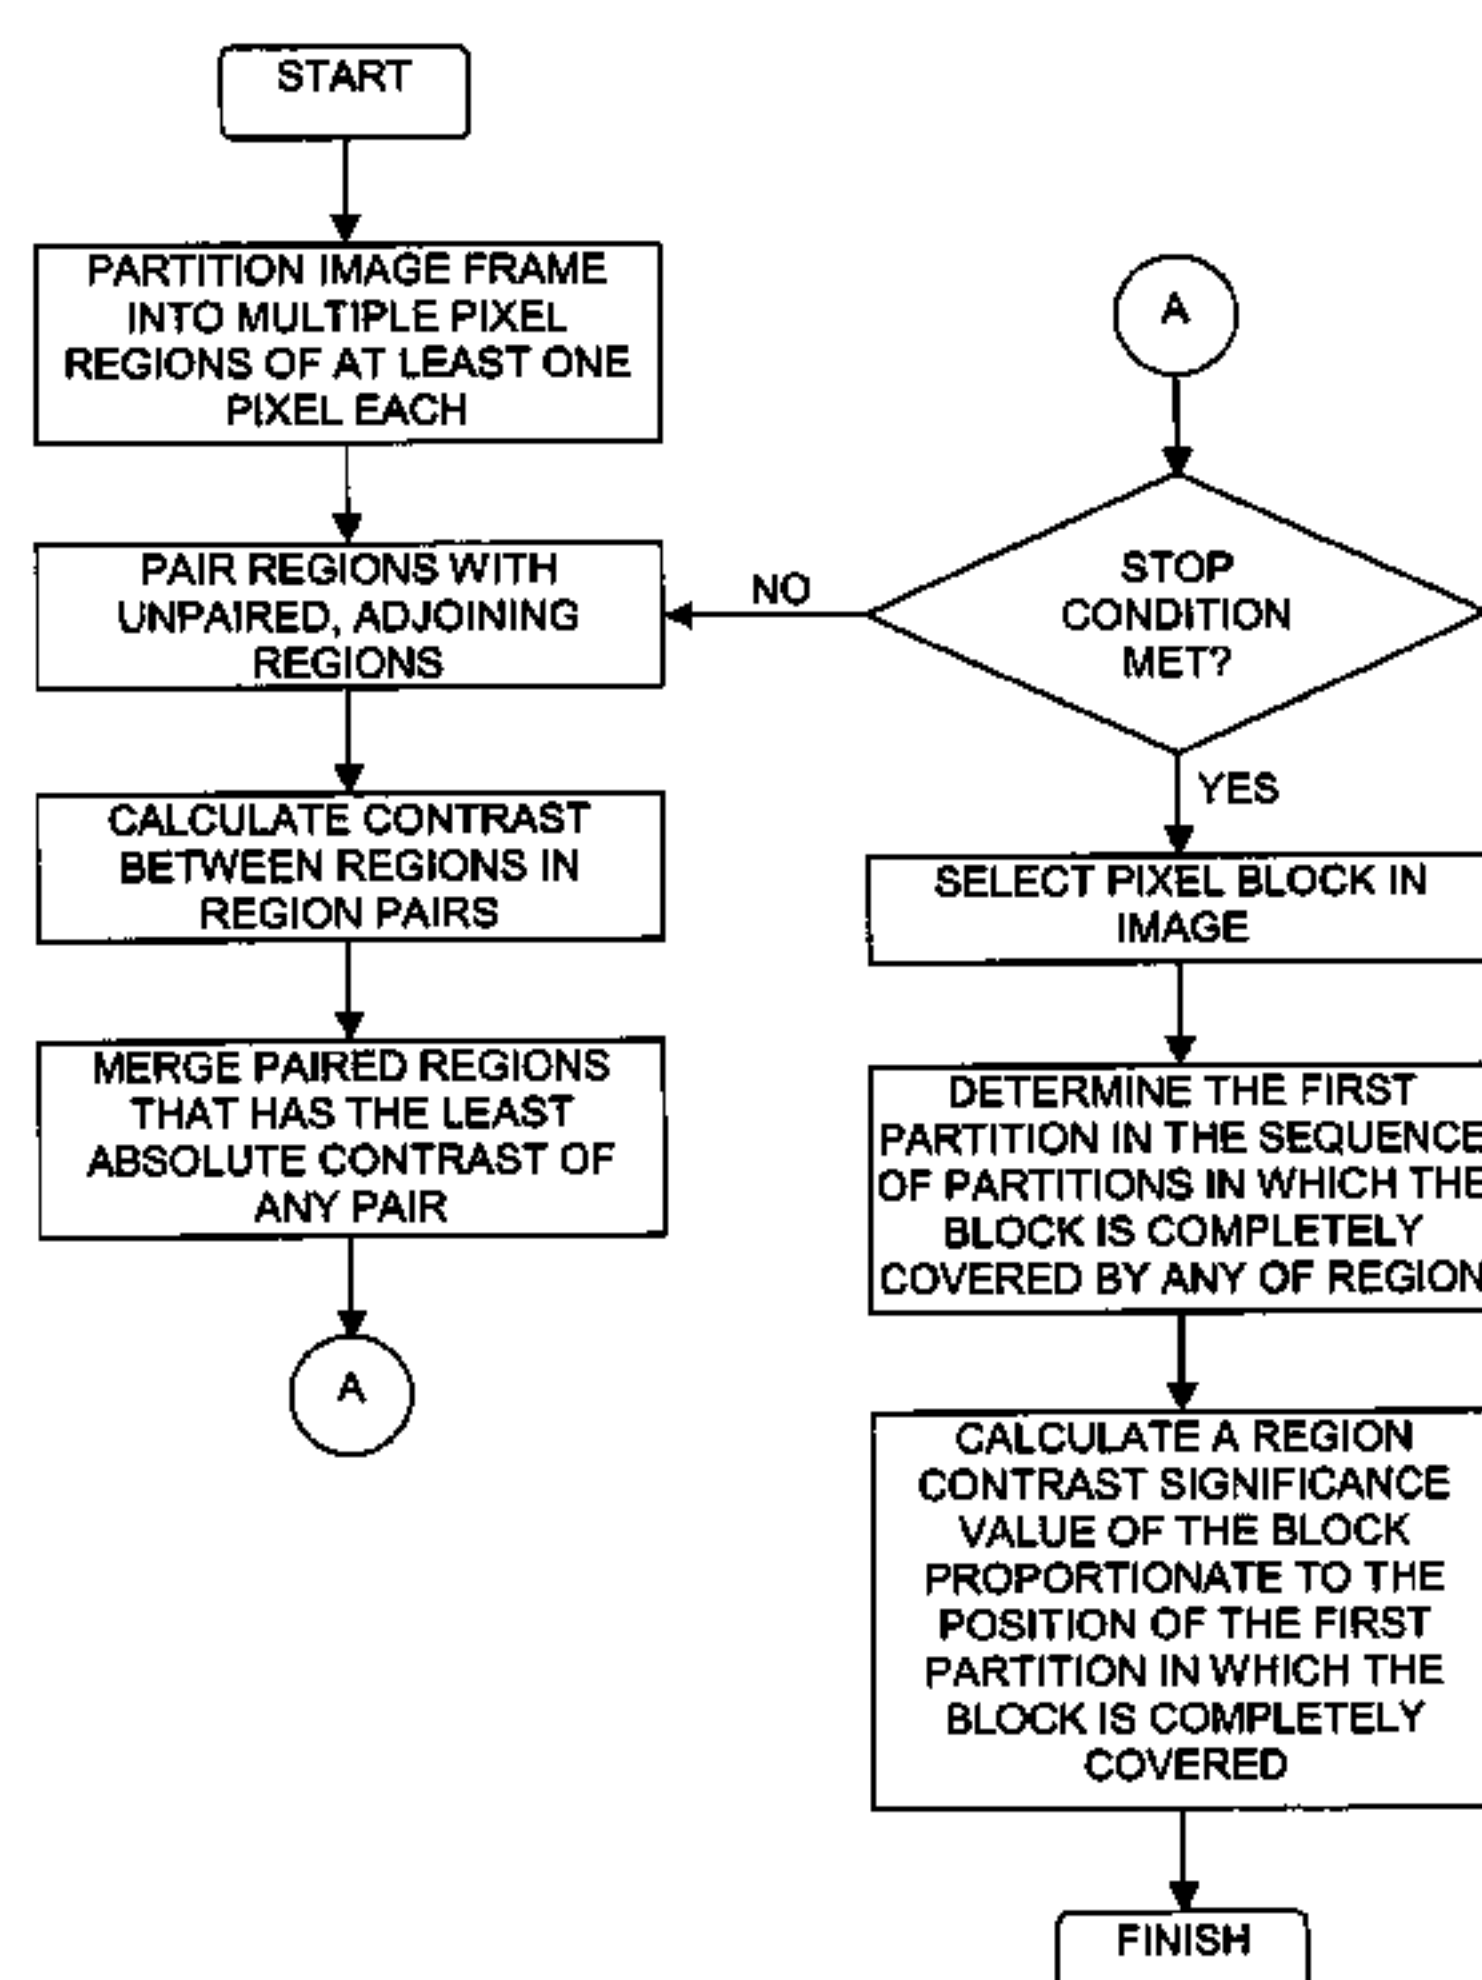 START
PARTITION IMAGE FRAME
INTO MULTIPLE PIXEL
REGIONS OF AT LEAST ONE
PIXEL EACH
PAIR REGIONS WITH
UNPAIRED, ADJOINING
REGIONS
CALCULATE CONTRAST
BETWEEN REGIONS IN
REGION PAIRS
MERGE PAIRED REGIONS
THAT HAS THE LEAST
ABSOLUTE CONTRAST OF
ANY PAIR
A
A
STOP
CONDITION
MET?
NO
YES
SELECT PIXEL BLOCK IN
IMAGE
DETERMINE THE FIRST
PARTITION IN THE SEQUENCE
OF PARTITIONS IN WHICH THE
BLOCK IS COMPLETELY
COVERED BY ANY OF REGION
CALCULATE A REGION
CONTRAST SIGNIFICANCE
VALUE OF THE BLOCK
PROPORTIONATE TO THE
POSITION OF THE FIRST
PARTITION IN WHICH THE
BLOCK IS COMPLETELY
COVERED
FINISH